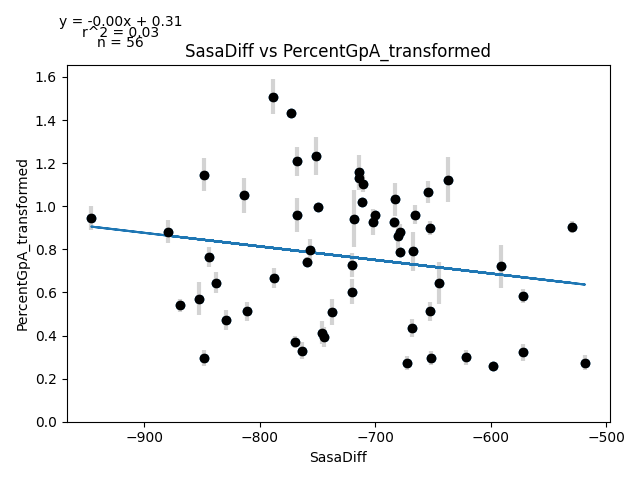 y = -0.00x + 0.31
r^2 = 0.03
n = 56
SasaDiff vs PercentGpA_transformed
1.6
1.4
1.2
1.0
0.8
0.6
0.4
0.2
0.0
PercentGpA_transformed
−900 −800 −700 −600 −500
SasaDiff